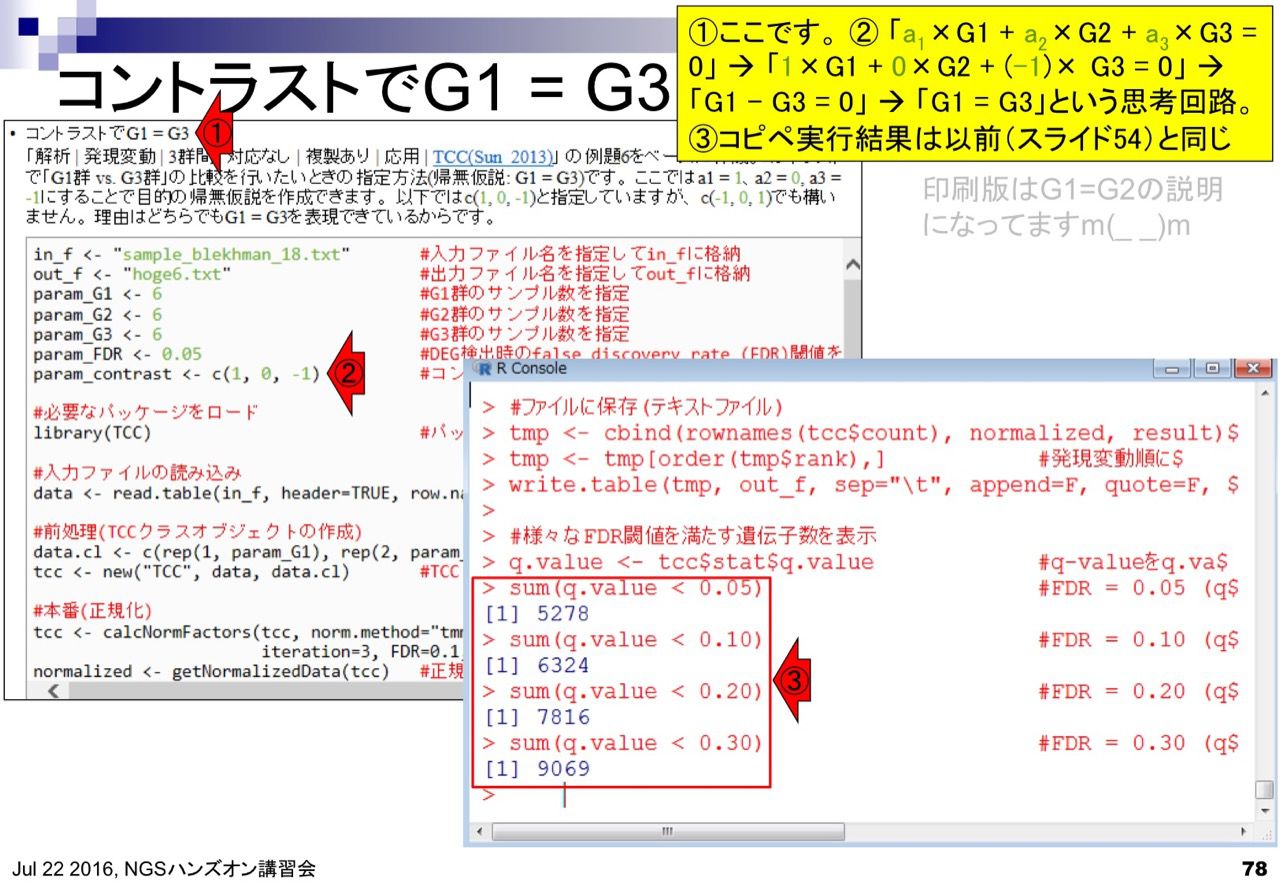 コントラストでG1 = G3
①ここです。②「a1×G1 + a2×G2 + a3×G3 =
0」→「1×G1 + 0×G2 + (-1)× G3 = 0」→
「G1 − G3 = 0」→「G1 = G3」という思考回路。
③コピペ実行結果は以前(スライド54)と同じ
印刷版はG1=G2の説明
になってますm(_ _)m
• コントラストでG1 = G3
①
「解析 | 発現変動 | 3群間 対応なし | 複製あり | 応用 | TCC(Sun_2013)」の例題6をベー
で「G1群 vs. G3群」の比較を行いたいときの指定方法(帰無仮説: G1 = G3)です。ここではa1 = 1、a2 = 0, a3 =
-1にすることで目的の帰無仮説を作成できます。以下ではc(1, 0, -1)と指定していますが、c(-1, 0, 1)でも構い
ません。理由はどちらでもG1 = G3を表現できているからです。
in_f <- "sample_blekhman_18.txt" #入力ファイル名を指定してin_fに格納
out_f <- "hoge6.txt" #出力ファイル名を指定してout_fに格納
param_G1 <- 6 #G1群のサンプル数を指定
param_G2 <- 6 #G2群のサンプル数を指定
param_G3 <- 6 #G3群のサンプル数を指定
param_FDR <- 0.05 #DEG検出時のfalse discovery rate (FDR)閾値を
param_contrast <- c(1, 0, -1) ② #コン
#必要なパッケージをロード
library(TCC) #パッ
#入力ファイルの読み込み
data <- read.table(in_f, header=TRUE, row.na
#前処理(TCCクラスオブジェクトの作成)
data.cl <- c(rep(1, param_G1), rep(2, param_
tcc <- new("TCC", data, data.cl) #TCC
#本番(正規化)
tcc <- calcNormFactors(tcc, norm.method="tmm
iteration=3, FDR=0.1
normalized <- getNormalizedData(tcc) #正規
R Console
> #ファイルに保存(テキストファイル)
> tmp <- cbind(rownames(tcc$count), normalized, result)$
> tmp <- tmp[order(tmp$rank),] #発現変動順に$
> write.table(tmp, out_f, sep="\t", append=F, quote=F, $
>
> #様々なFDR閾値を満たす遺伝子数を表示
> q.value <- tcc$stat$q.value #q-valueをq.va$
> sum(q.value < 0.05) #FDR = 0.05 (q$
[1] 5278
> sum(q.value < 0.10) #FDR = 0.10 (q$
[1] 6324
> sum(q.value < 0.20) #FDR = 0.20 (q$
[1] 7816
> sum(q.value < 0.30) #FDR = 0.30 (q$
[1] 9069
>
③
Jul 22 2016, NGSハンズオン講習会
78